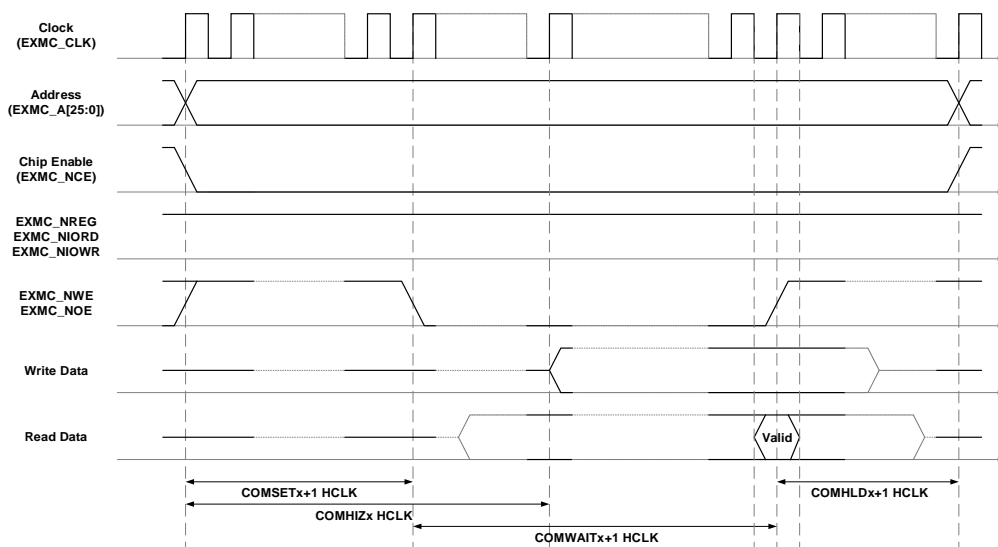 Clock
(EXMC_CLK)
Address
(EXMC_A[25:0])
Chip Enable
(EXMC_NCE)
EXMC_NREG
EXMC_NIORD
EXMC_NIOWR
EXMC_NWE
EXMC_NOE
Write Data
Read Data
Valid
COMSETx+1 HCLK
COMHLDx+1 HCLK
COMHIZx HCLK
COMWAITx+1 HCLK